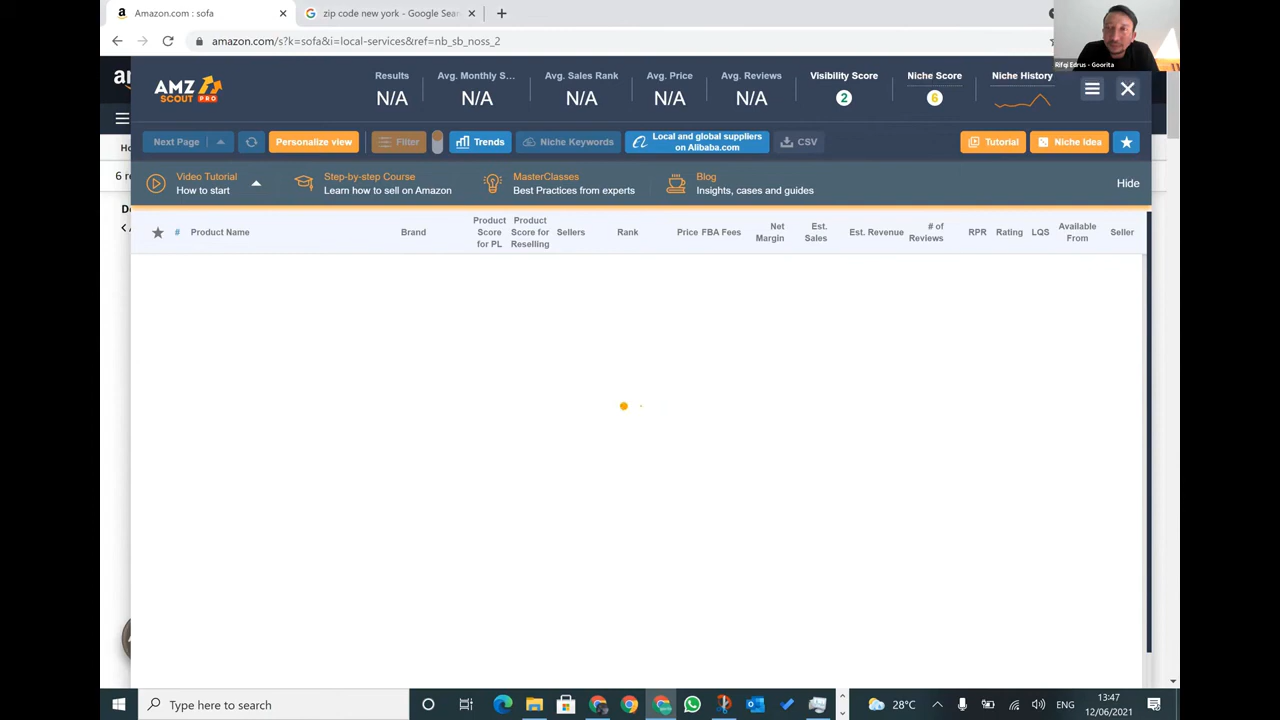 Amazon.com : sofa
zip code new york - Google Sear
amazon.com/s?k=sofa&i=local-services&ref=nb_sb_noss_2
Rifqi Edrus - Goorita
AMZ
SCOUT PRO
Results
N/A
Avg. Monthly S...
N/A
Avg. Sales Rank
N/A
Avg. Price
N/A
Avg. Reviews
N/A
Visibility Score
2
Niche Score
6
Niche History
Next Page
Personalize view
Filter
Trends
Niche Keywords
Local and global suppliers
on Alibaba.com
CSV
Tutorial
Niche Idea
Video Tutorial
How to start
Step-by-step Course
Learn how to sell on Amazon
MasterClasses
Best Practices from experts
Blog
Insights, cases and guides
Hide
#
Product Name
Brand
Product
Score
for PL
Product
Score for
Reselling
Sellers
Rank
Price
FBA Fees
Net
Margin
Est.
Sales
Est. Revenue
# of
Reviews
RPR
Rating
LQS
Available
From
Seller
Type here to search
28°C
ENG
13:47
12/06/2021